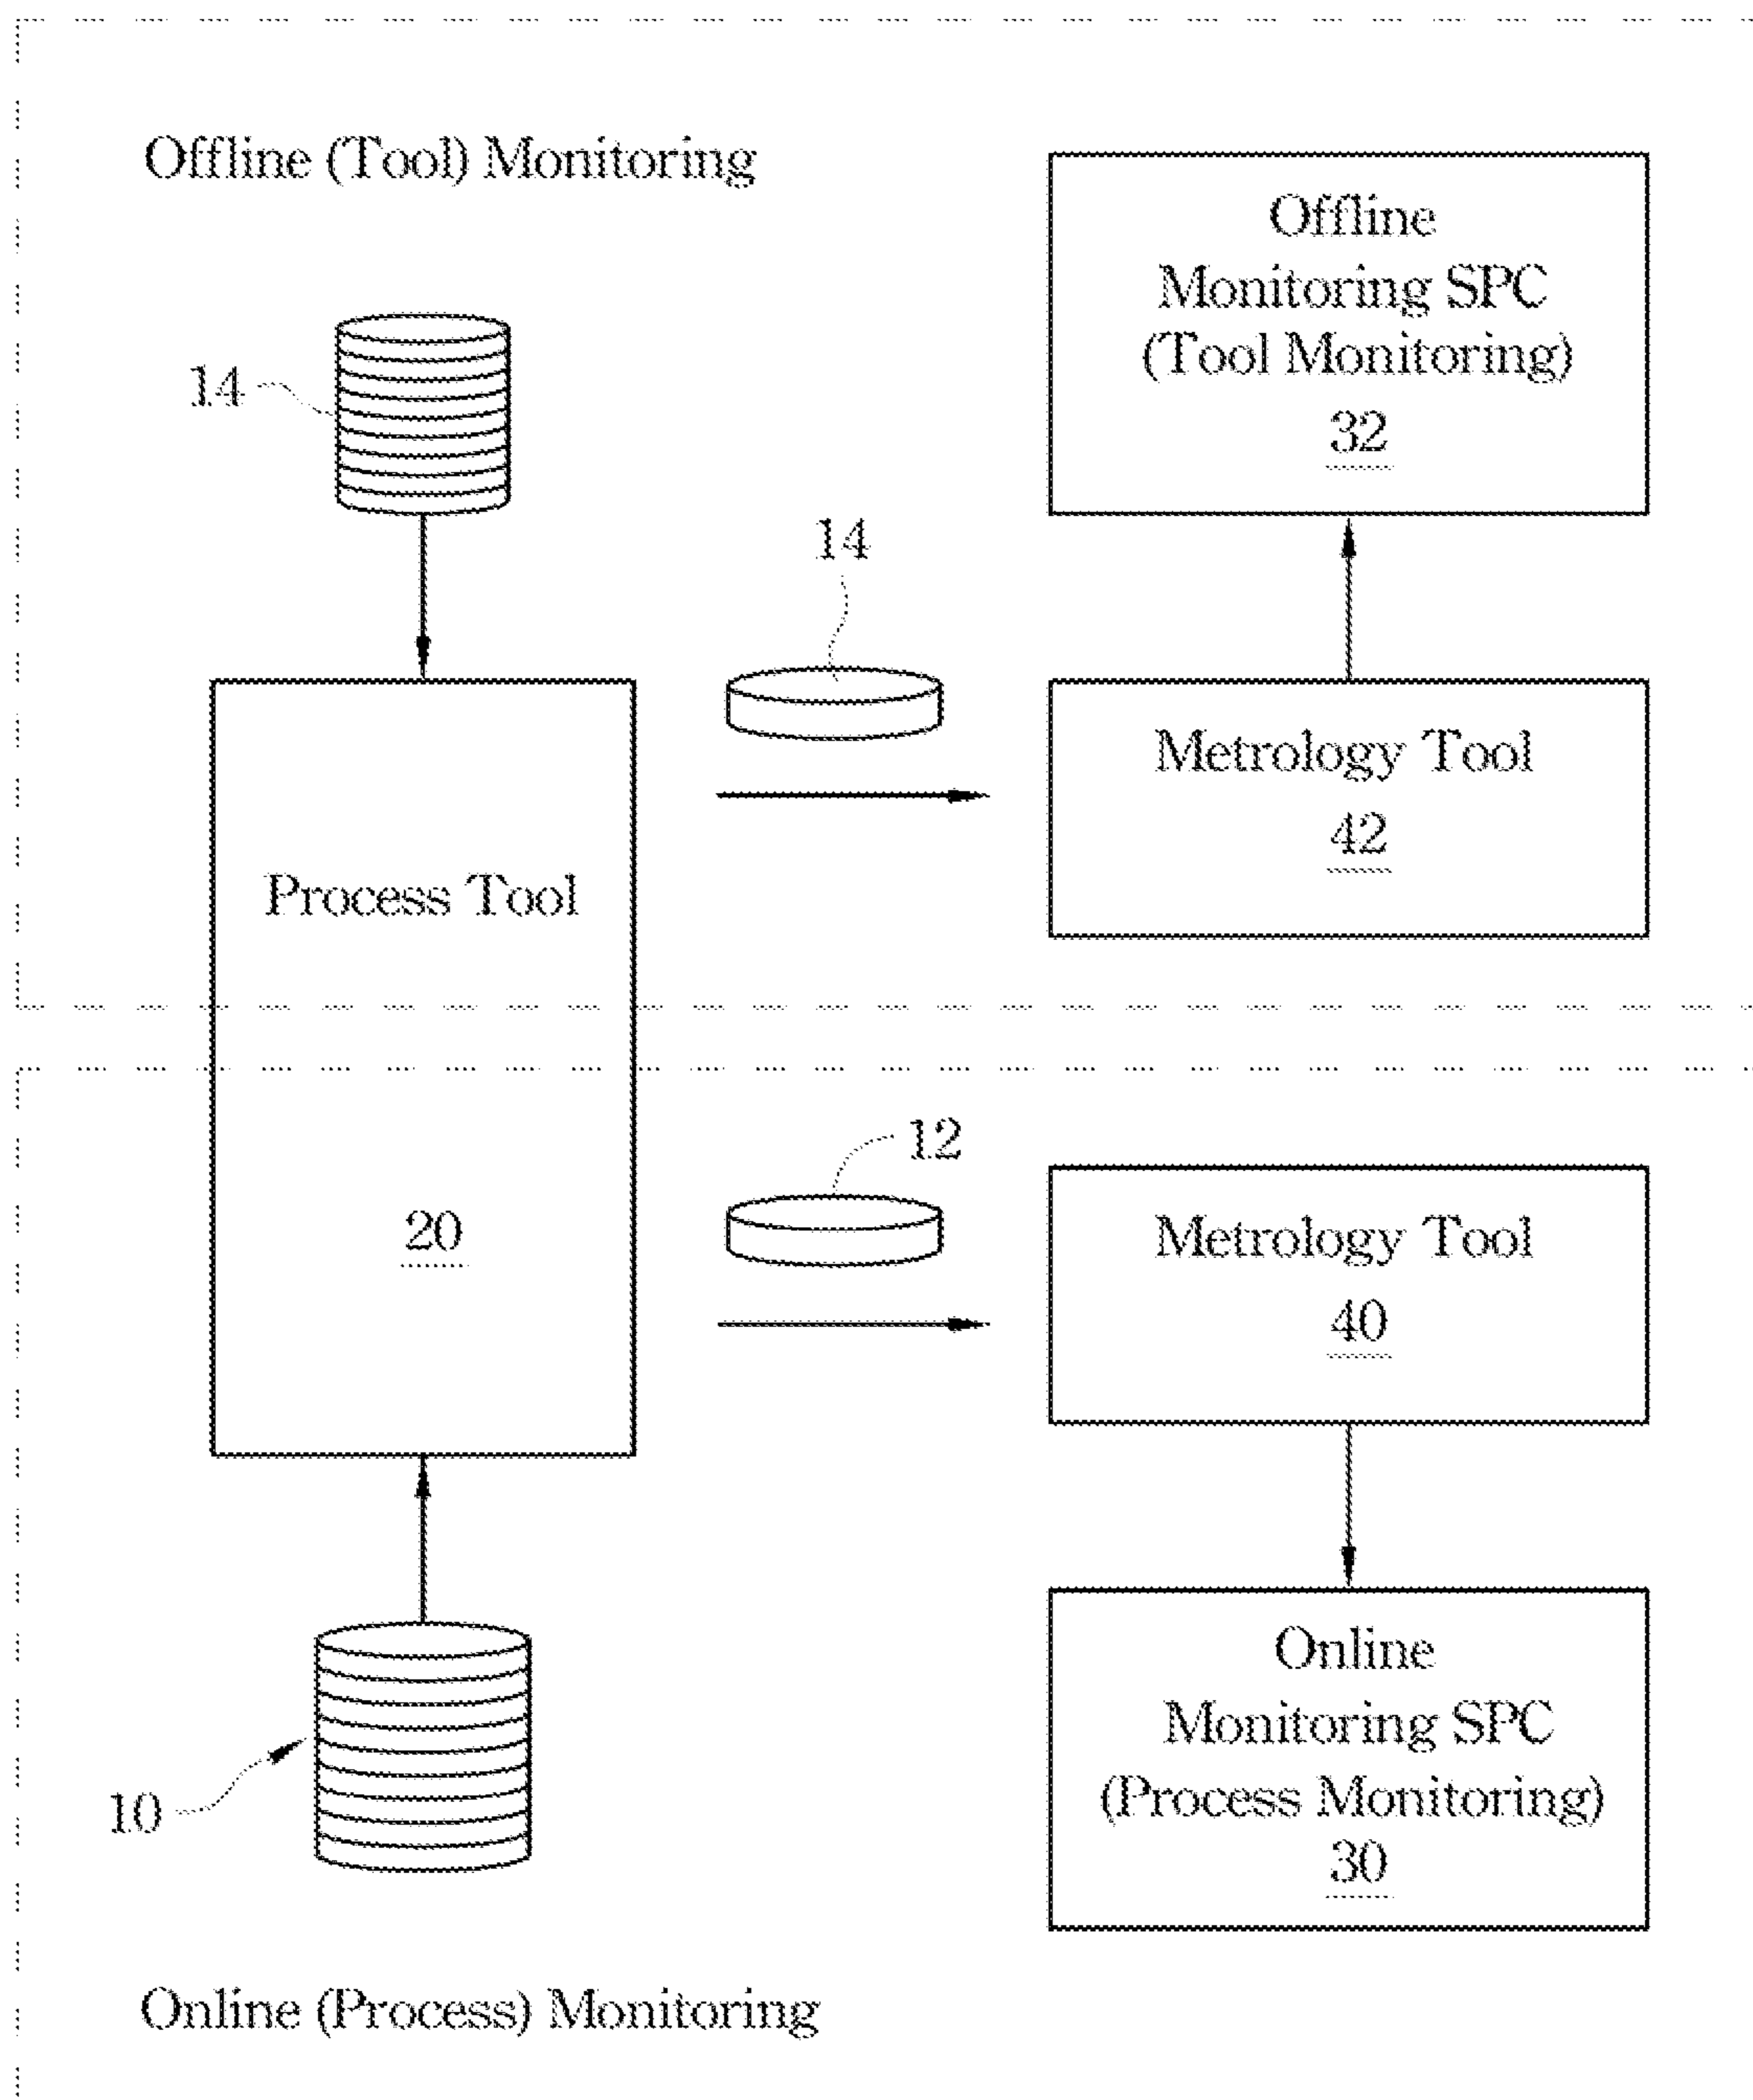 Offline (Tool) Monitoring
Offline
Monitoring SPC
(Tool Monitoring)
32
14
14
Metrology Tool
42
Process Tool
20
12
Metrology Tool
40
10
Online
Monitoring SPC
(Process Monitoring)
30
Online (Process) Monitoring